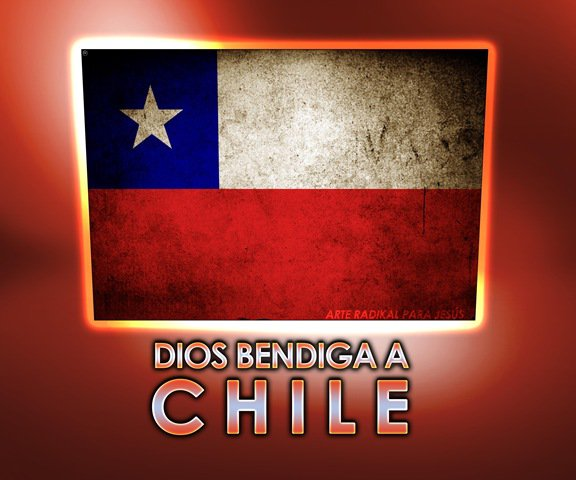 ARTE RADIKAL PARA JESÚS
DIOS BENDIGA A
CHILE